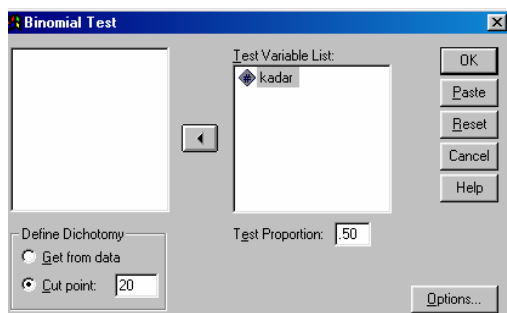 Binomial Test
Test Variable List:
kadar
OK
Paste
Reset
Cancel
Help
Define Dichotomy
Get from data
Cut point: 20
Test Proportion: .50
Options...